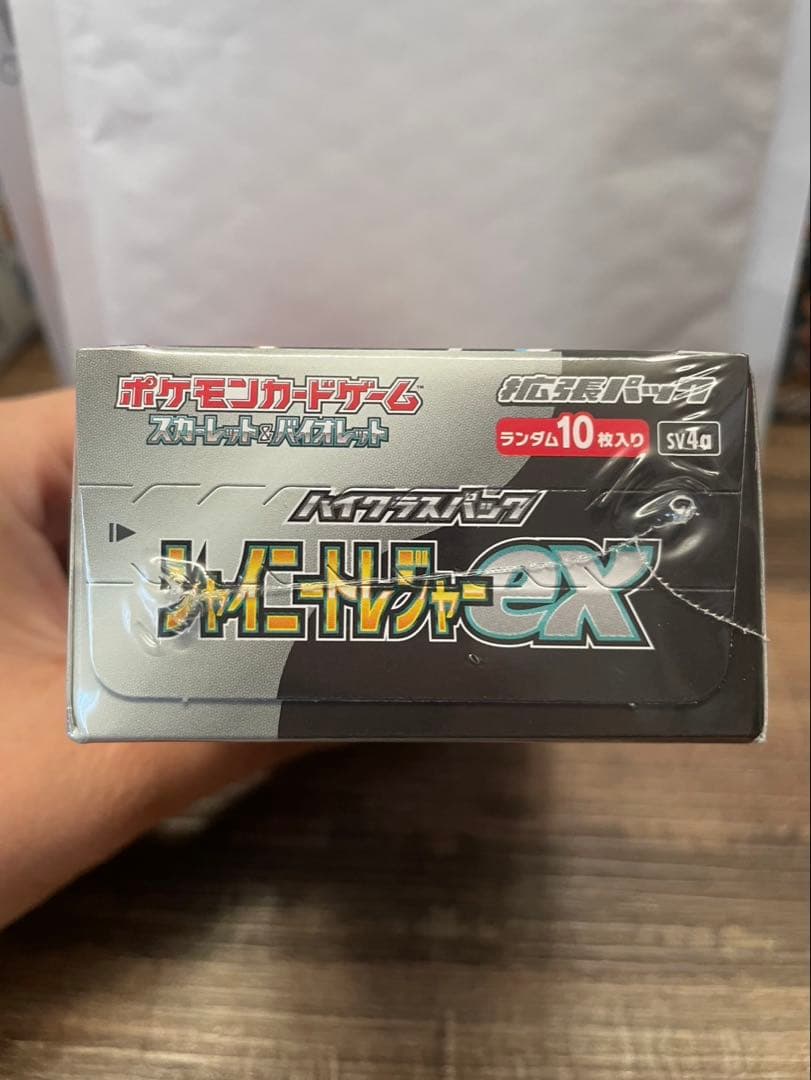 ポケモンカードゲーム™
スカーレット&バイオレット
拡張パック
ランダム10枚入り
SV4a
ハイクラスパック
シャイニートレジャーex